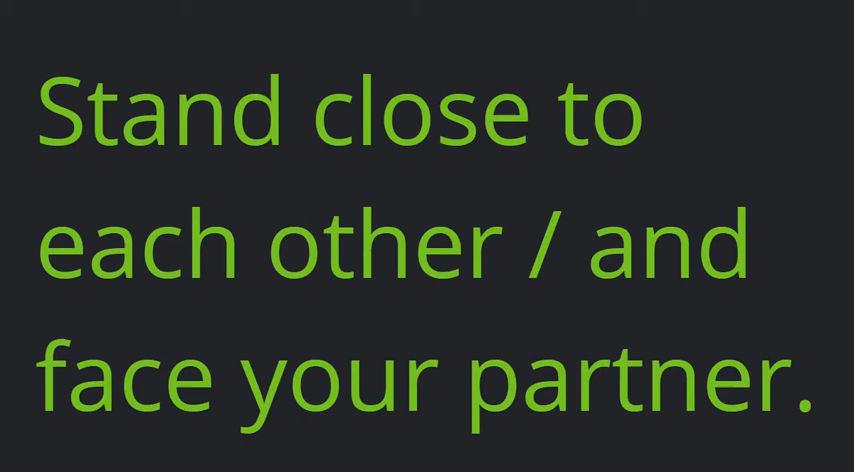 Stand close to
each other / and
face your partner.